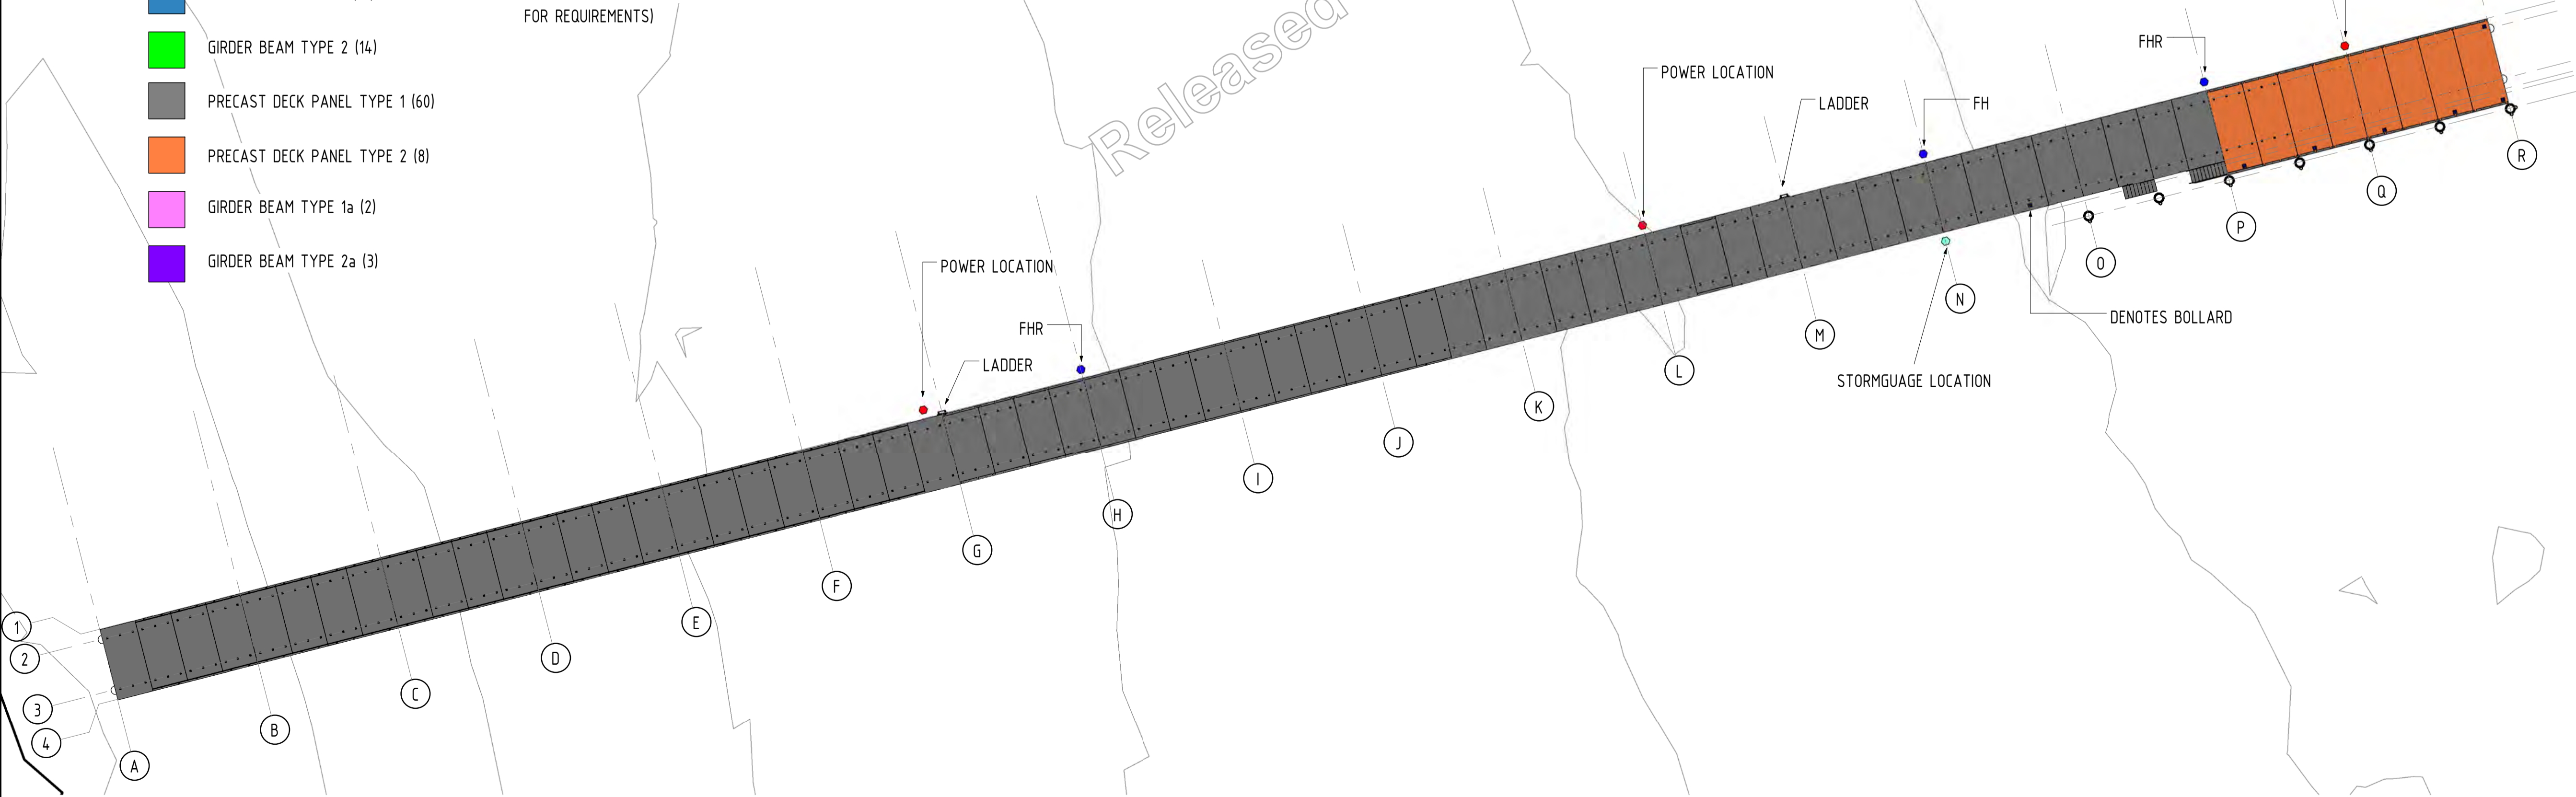 FOR REQUIREMENTS)
GIRDER BEAM TYPE 2 (14)
PRECAST DECK PANEL TYPE 1 (60)
PRECAST DECK PANEL TYPE 2 (8)
GIRDER BEAM TYPE 1a (2)
GIRDER BEAM TYPE 2a (3)
Released
POWER LOCATION
LADDER
FHR
POWER LOCATION
LADDER
FH
FHR
STORMGUAGE LOCATION
DENOTES BOLLARD
1
2
3
4
A
B
C
D
E
F
G
H
I
J
K
L
M
N
O
P
Q
R